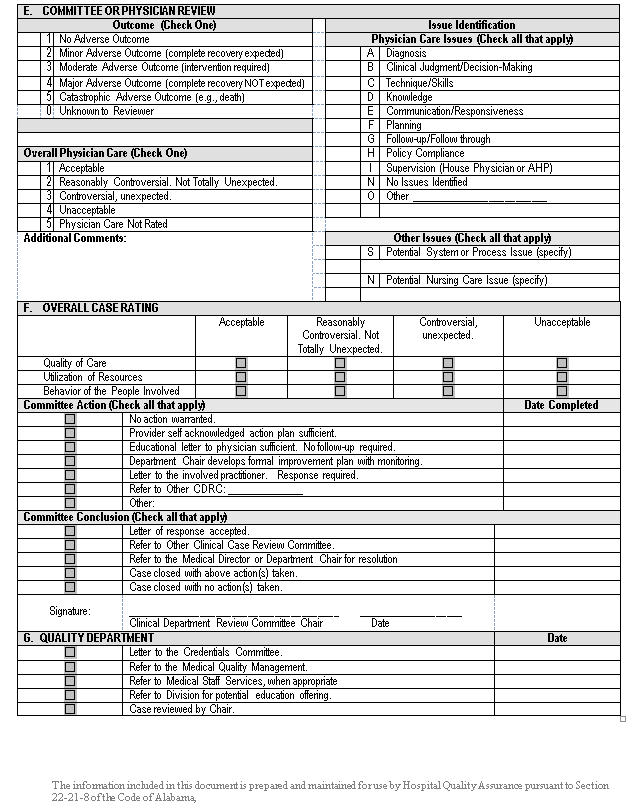 E. COMMITTEE OR PHYSICIAN REVIEW
Outcome (Check One)
1 No Adverse Outcome
2 Minor Adverse Outcome (complete recovery expected)
3 Moderate Adverse Outcome (intervention required)
4 Major Adverse Outcome (complete recovery NOT expected)
5 Catastrophic Adverse Outcome (e.g., death)
0 Unknown to Reviewer
Overall Physician Care (Check One)
1 Acceptable
2 Reasonably Controversial. Not Totally Unexpected.
3 Controversial, unexpected.
4 Unacceptable
5 Physician Care Not Rated
Additional Comments:
Issue Identification
Physician Care Issues (Check all that apply)
A Diagnosis
B Clinical Judgment/Decision-Making
C Technique/Skills
D Knowledge
E Communication/Responsiveness
F Planning
G Follow-up/Follow through
H Policy Compliance
I Supervision (House Physician or AHP)
N No Issues Identified
O Other ______________________
Other Issues (Check all that apply)
S Potential System or Process Issue (specify)
N Potential Nursing Care Issue (specify)
F. OVERALL CASE RATING
Acceptable
Reasonably
Controversial. Not
Totally Unexpected.
Controversial,
unexpected.
Unacceptable
Quality of Care
Utilization of Resources
Behavior of the People Involved
Committee Action (Check all that apply) Date Completed
No action warranted.
Provider self acknowledged action plan sufficient.
Educational letter to physician sufficient. No follow-up required.
Department Chair develops formal improvement plan with monitoring.
Letter to the involved practitioner. Response required.
Refer to Other CDRC: ____________
Other:
Committee Conclusion (Check all that apply)
Letter of response accepted.
Refer to Other Clinical Case Review Committee.
Refer to the Medical Director or Department Chair for resolution
Case closed with above action(s) taken.
Case closed with no action(s) taken.
Signature: __________________________________ ________________
Clinical Department Review Committee Chair Date
G. QUALITY DEPARTMENT Date
Letter to the Credentials Committee.
Refer to the Medical Quality Management.
Refer to Medical Staff Services, when appropriate
Refer to Division for potential education offering.
Case reviewed by Chair.
The information included in this document is prepared and maintained for use by Hospital Quality Assurance pursuant to Section
22-21-8 of the Code of Alabama,